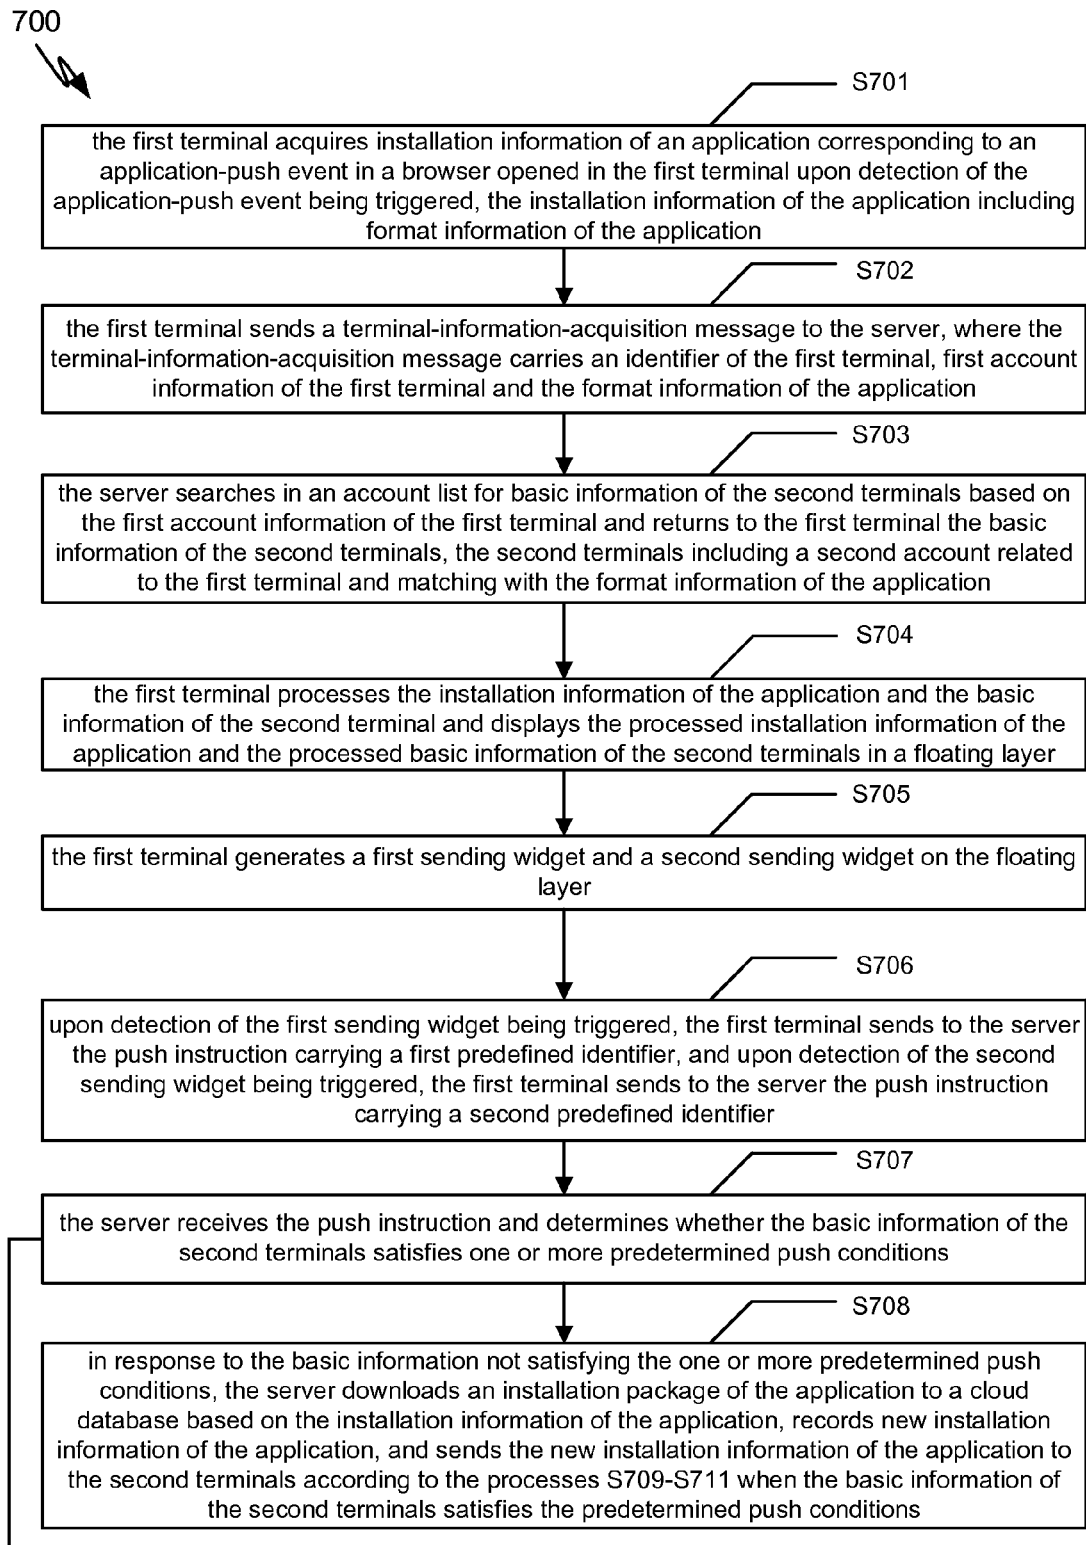 700
S701
the first terminal acquires installation information of an application corresponding to an
application-push event in a browser opened in the first terminal upon detection of the
application-push event being triggered, the installation information of the application including
format information of the application
S702
the first terminal sends a terminal-information-acquisition message to the server, where the
terminal-information-acquisition message carries an identifier of the first terminal, first account
information of the first terminal and the format information of the application
S703
the server searches in an account list for basic information of the second terminals based on
the first account information of the first terminal and returns to the first terminal the basic
information of the second terminals, the second terminals including a second account related
to the first terminal and matching with the format information of the application
S704
the first terminal processes the installation information of the application and the basic
information of the second terminal and displays the processed installation information of the
application and the processed basic information of the second terminals in a floating layer
S705
the first terminal generates a first sending widget and a second sending widget on the floating
layer
S706
upon detection of the first sending widget being triggered, the first terminal sends to the server
the push instruction carrying a first predefined identifier, and upon detection of the second
sending widget being triggered, the first terminal sends to the server the push instruction
carrying a second predefined identifier
S707
the server receives the push instruction and determines whether the basic information of the
second terminals satisfies one or more predetermined push conditions
S708
in response to the basic information not satisfying the one or more predetermined push
conditions, the server downloads an installation package of the application to a cloud
database based on the installation information of the application, records new installation
information of the application, and sends the new installation information of the application to
the second terminals according to the processes S709-S711 when the basic information of
the second terminals satisfies the predetermined push conditions